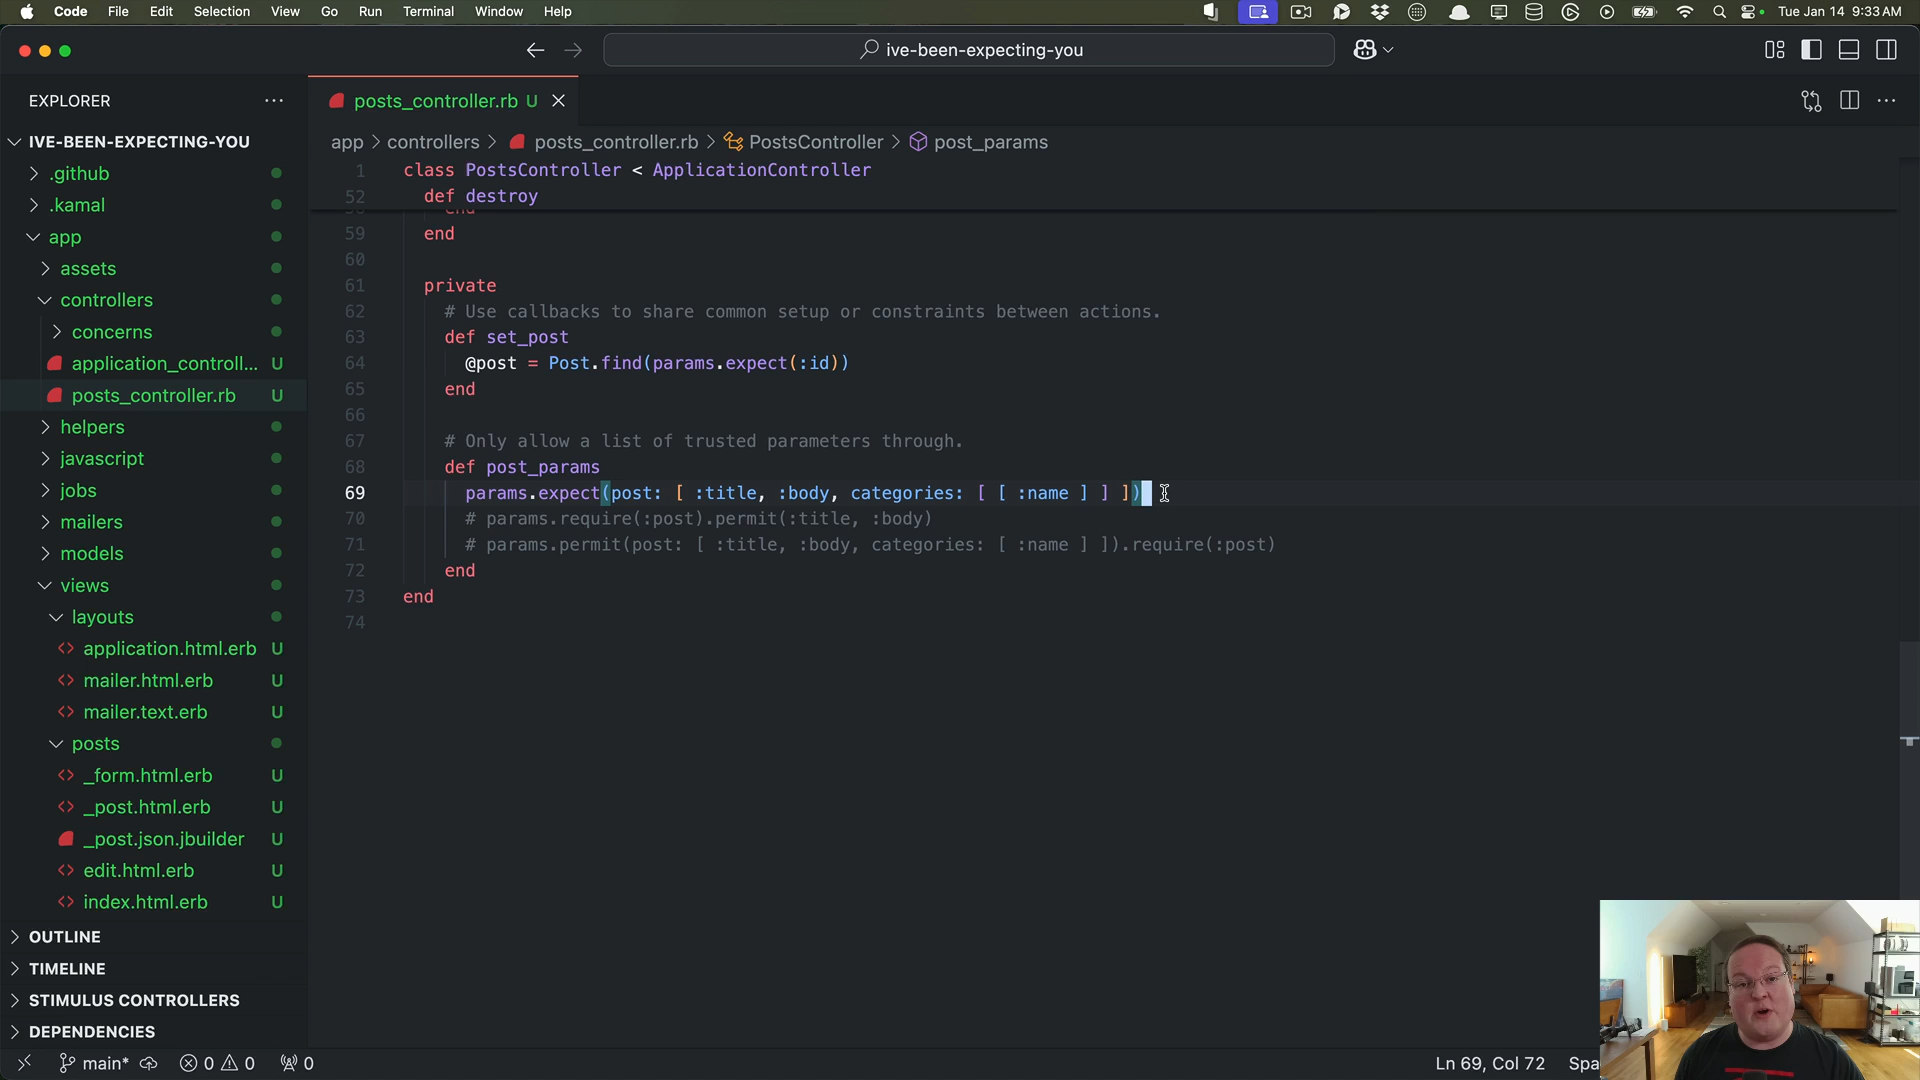 Code File Edit Selection View Go Run Terminal Window Help
Tue Jan 14 9:33 AM
ive-been-expecting-you
EXPLORER
posts_controller.rb U
IVE-BEEN-EXPECTING-YOU
.github
.kamal
app
assets
controllers
concerns
application_controll... U
posts_controller.rb U
helpers
javascript
jobs
mailers
models
views
layouts
application.html.erb U
mailer.html.erb U
mailer.text.erb U
posts
_form.html.erb U
_post.html.erb U
_post.json.jbuilder U
edit.html.erb U
index.html.erb U
OUTLINE
TIMELINE
STIMULUS CONTROLLERS
DEPENDENCIES
app > controllers > posts_controller.rb > PostsController > post_params
1 class PostsController < ApplicationController
52 def destroy
58 end
59 end
60
61 private
62 # Use callbacks to share common setup or constraints between actions.
63 def set_post
64 @post = Post.find(params.expect(:id))
65 end
66
67 # Only allow a list of trusted parameters through.
68 def post_params
69 params.expect(post: [ :title, :body, categories: [ [ :name ] ] ])
70 # params.require(:post).permit(:title, :body)
71 # params.permit(post: [ :title, :body, categories: [ :name ] ]).require(:post)
72 end
73 end
74
main* 0 0 0
Ln 69, Col 72 Spa